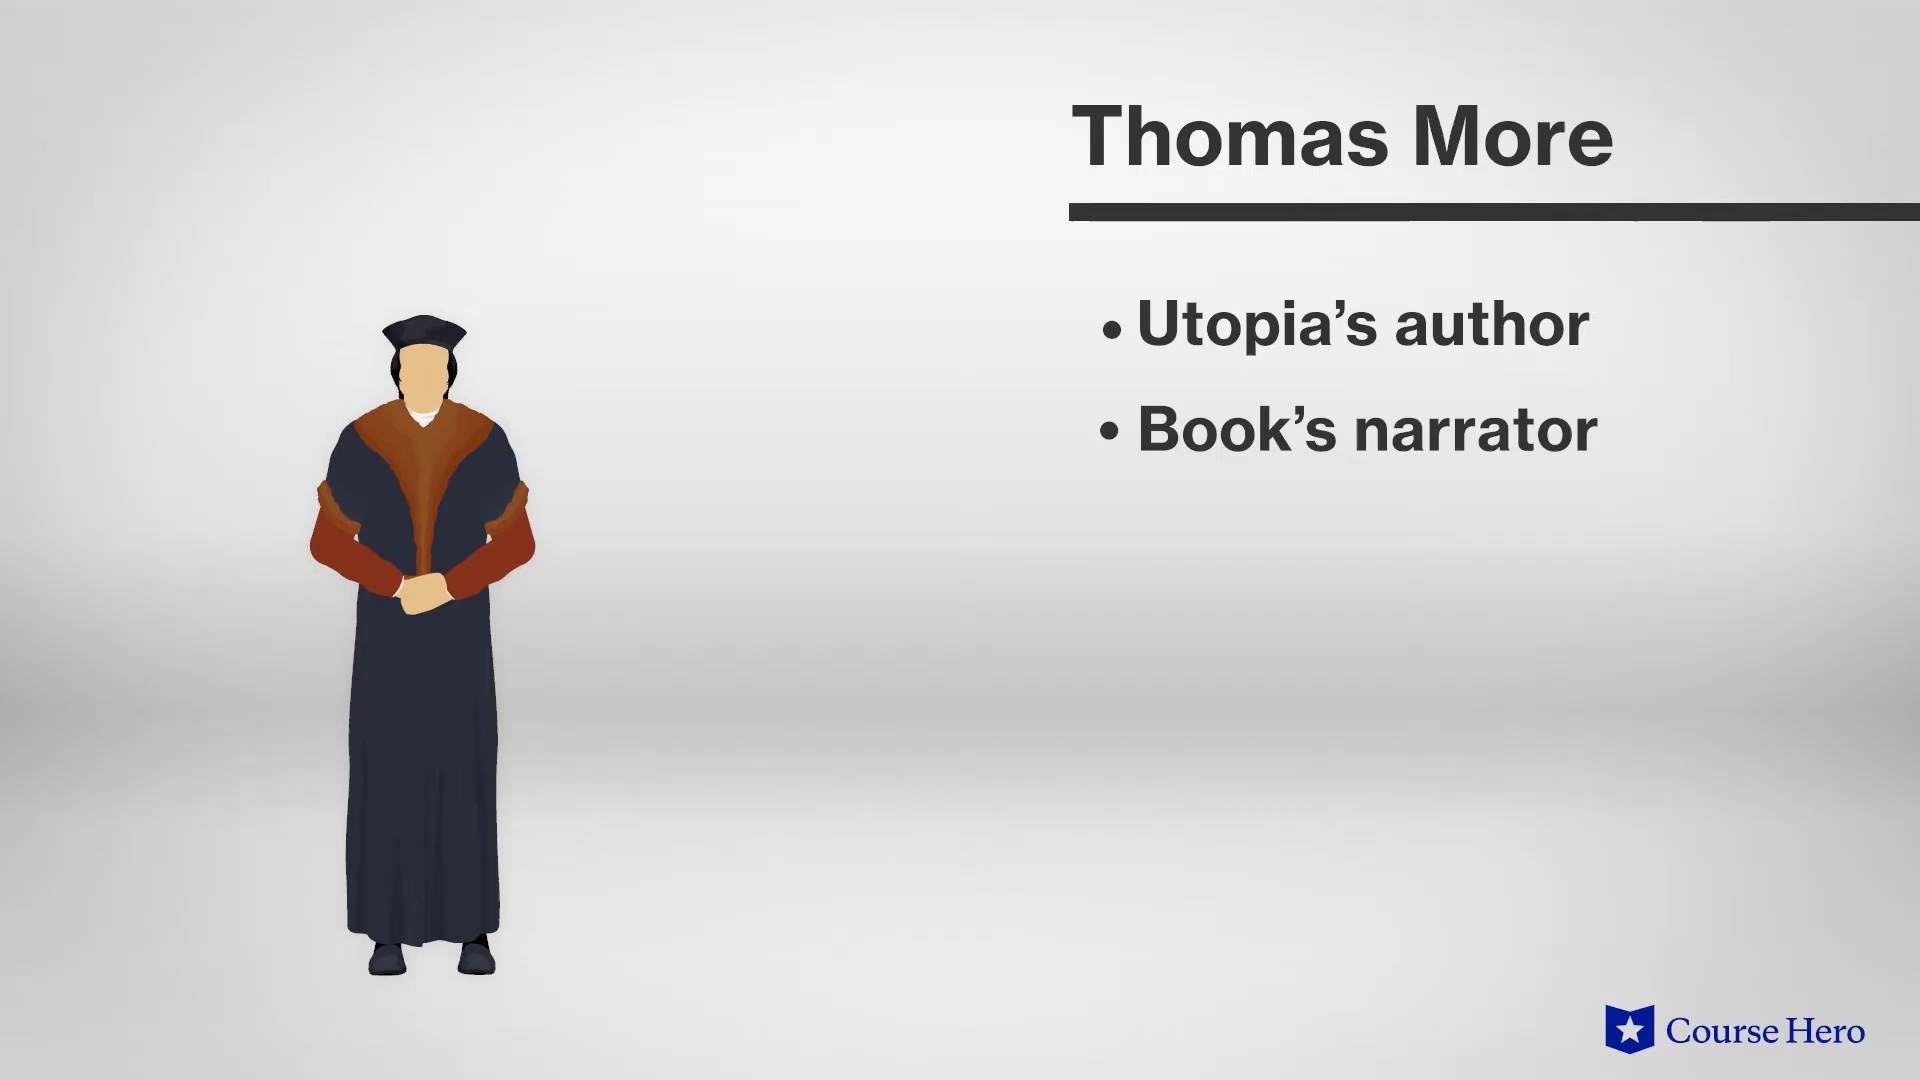 Thomas More
• Utopia’s author
• Book’s narrator
Course Hero